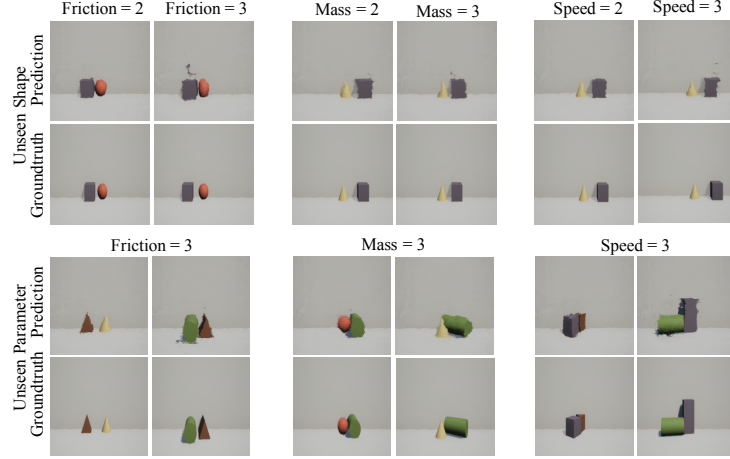 Friction = 2
Friction = 3
Mass = 2
Mass = 3
Speed = 2
Speed = 3
Unseen Shape
Prediction
Groundtruth
Friction = 3
Mass = 3
Speed = 3
Unseen Parameter
Prediction
Groundtruth